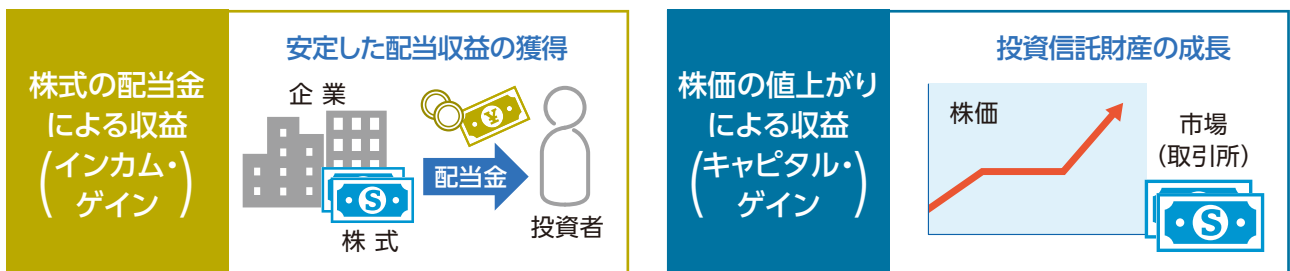 株式の配当金
による収益
(インカム・
ゲイン)
安定した配当収益の獲得
企業
¥
配当金
S
株式
投資者
株価の値上がり
による収益
(キャピタル・
ゲイン)
投資信託財産の成長
株価
市場
(取引所)
S